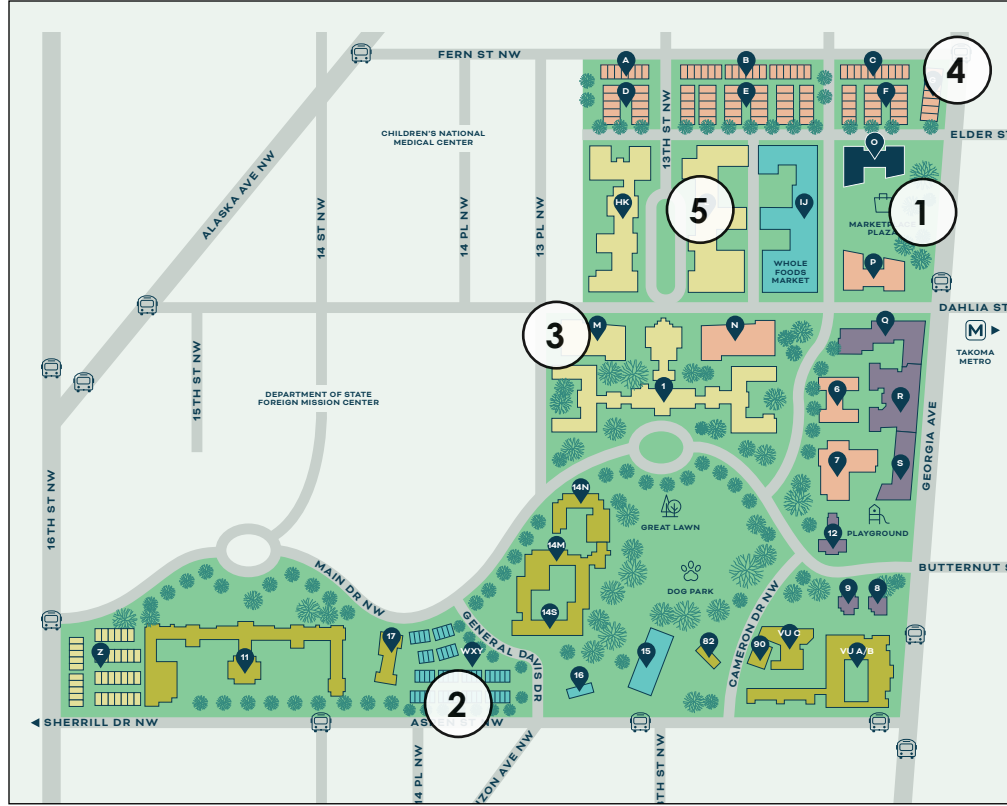 FERN ST NW
4
A
B
C
D
E
F
13TH ST NW
ELDER ST
CHILDREN'S NATIONAL
MEDICAL CENTER
O
ALASKA AVE NW
14 ST NW
14 PL NW
13 PL NW
HK
5
IJ
1
PLAZA
P
WHOLE
FOODS
MARKET
DAHLIA ST
M
TAKOMA
METRO
3
M
N
Q
15TH ST NW
DEPARTMENT OF STATE
FOREIGN MISSION CENTER
1
6
R
GEORGIA AVE
7
S
16TH ST NW
14N
GREAT LAWN
12
PLAYGROUND
14M
MAIN DR NW
DOG PARK
BUTTERNUT S
9
8
14S
GENERAL DAVIS DR
CAMERON DR NW
Z
11
17
WXY
15
82
90
VU C
VU A/B
16
2
SHERRILL DR NW
NW
14 PL NW